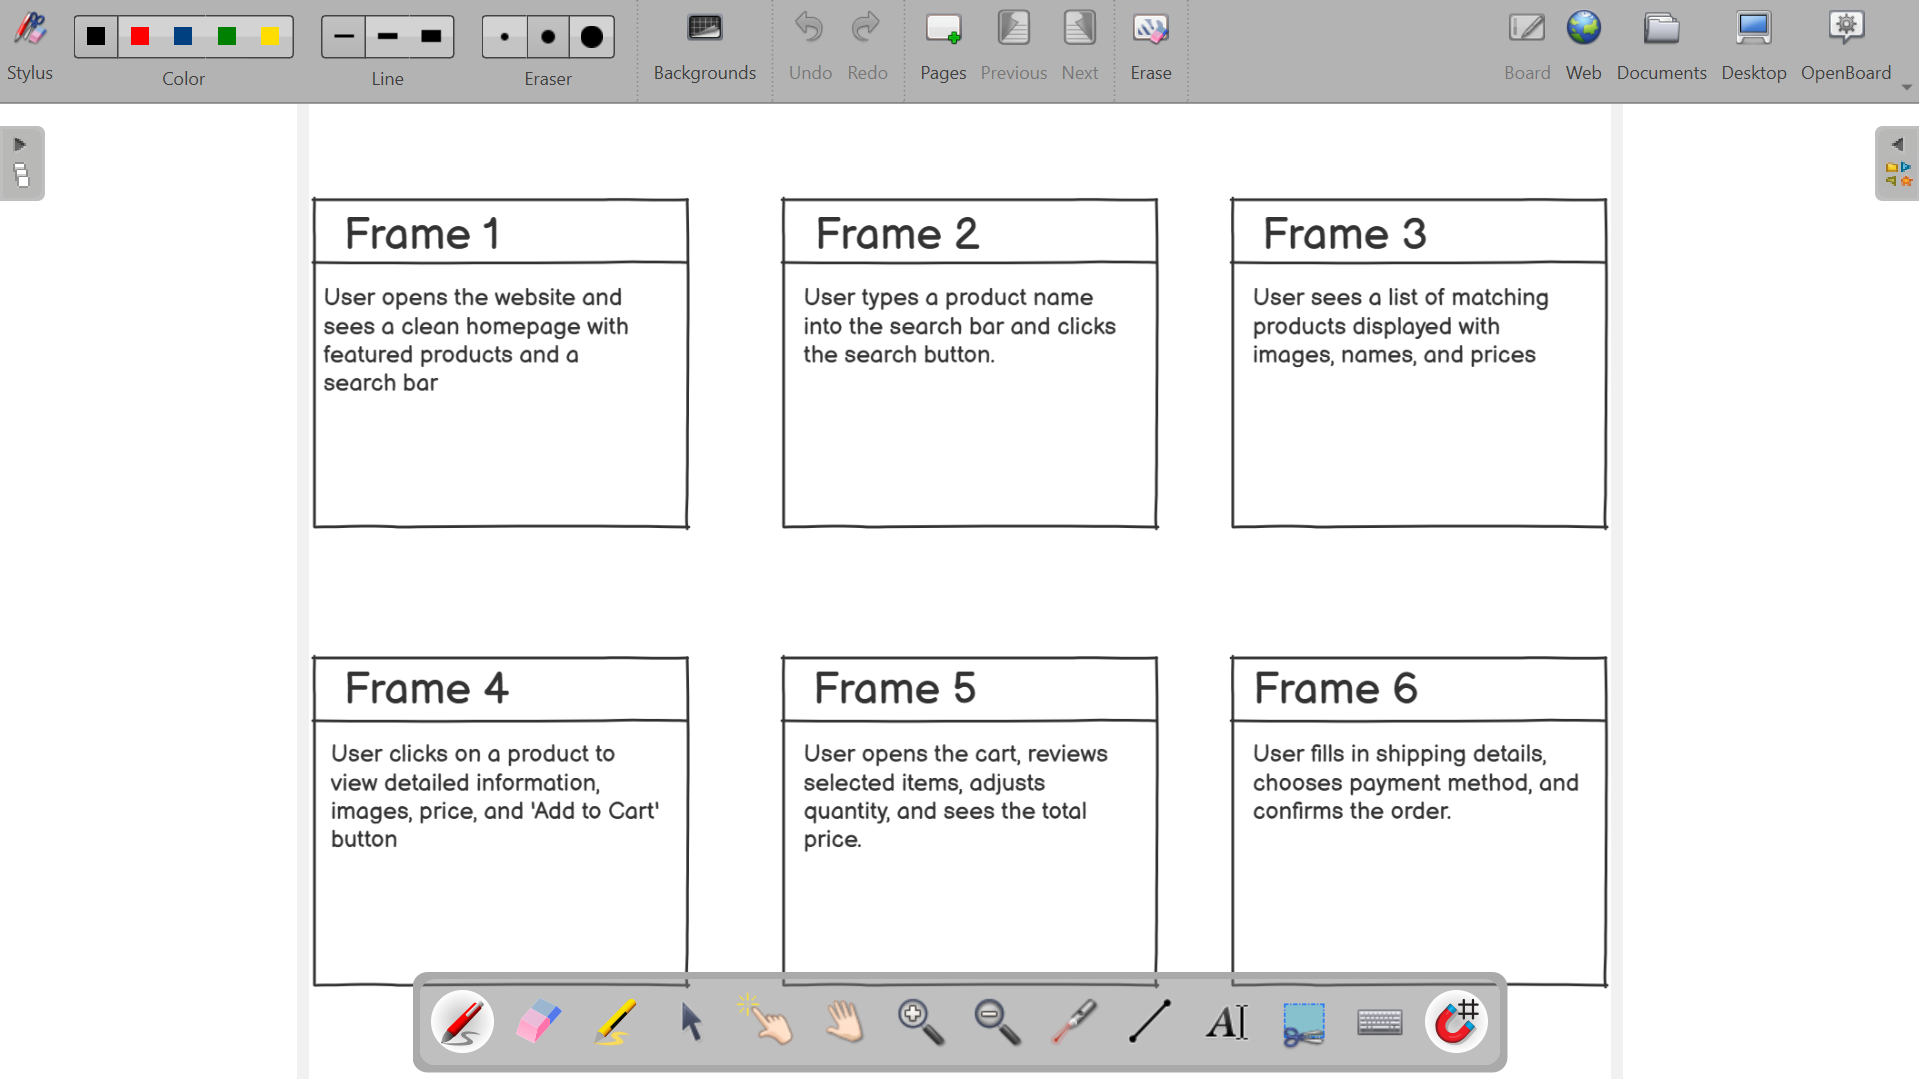 Stylus
Color
Line
Eraser
Backgrounds
Undo
Redo
Pages
Previous
Next
Erase
Board
Web
Documents
Desktop
OpenBoard
Frame 1
User opens the website and
sees a clean homepage with
featured products and a
search bar
Frame 2
User types a product name
into the search bar and clicks
the search button.
Frame 3
User sees a list of matching
products displayed with
images, names, and prices
Frame 4
User clicks on a product to
view detailed information,
images, price, and 'Add to Cart'
button
Frame 5
User opens the cart, reviews
selected items, adjusts
quantity, and sees the total
price.
Frame 6
User fills in shipping details,
chooses payment method, and
confirms the order.